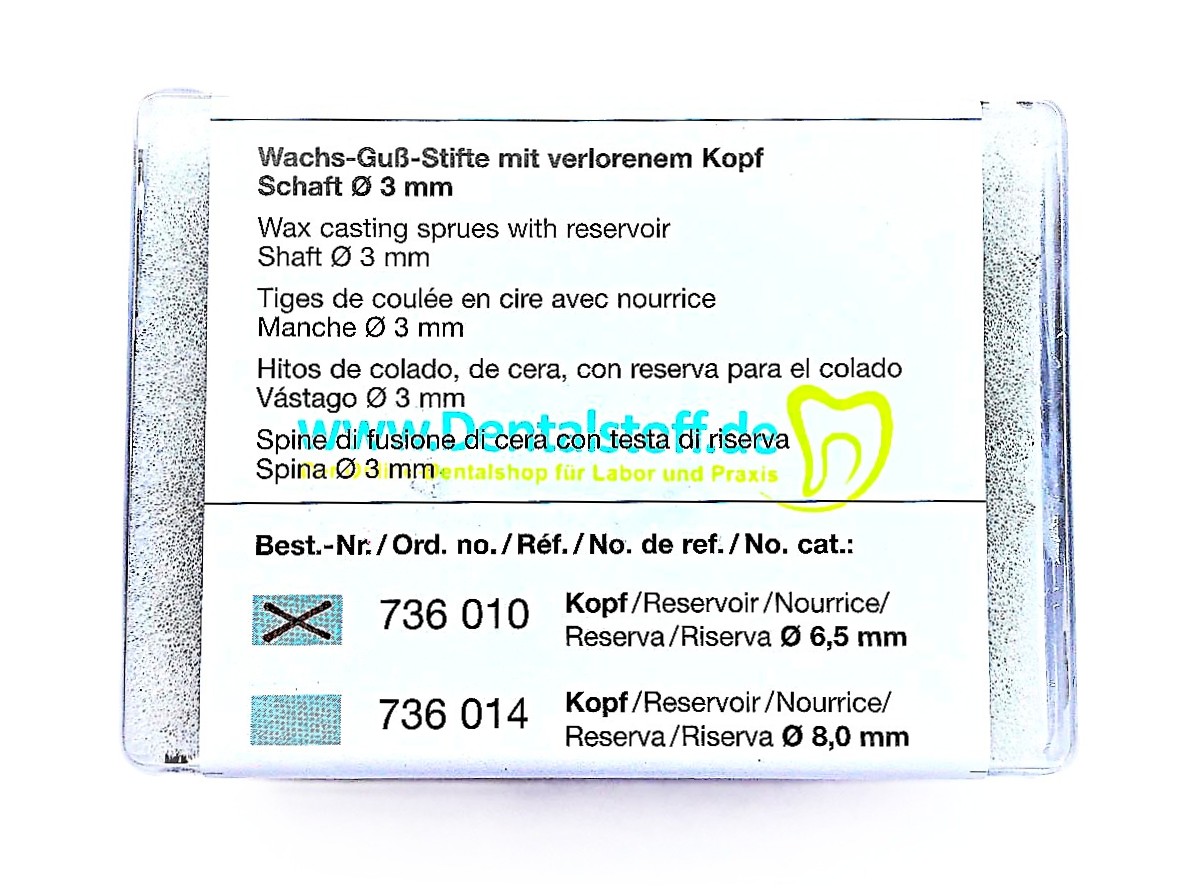 Wachs-Guß-Stifte mit verlorenem Kopf
Schaft Ø 3 mm
Wax casting sprues with reservoir
Shaft Ø 3 mm
Tiges de coulée en cire avec nourrice
Manche Ø 3 mm
Hitos de colado, de cera, con reserva para el colado
Vástago Ø 3 mm
www.Dentalstoff.de
Spine di fusione di cera con testa di riserva
Spina Ø 3 mm
Dentalshop für Labor und Praxis
Best.-Nr./Ord. no./Réf./No. de ref./No. cat.:
736 010 Kopf/Reservoir/Nourrice/
Reserva/Riserva Ø 6,5 mm
736 014 Kopf/Reservoir/Nourrice/
Reserva/Riserva Ø 8,0 mm